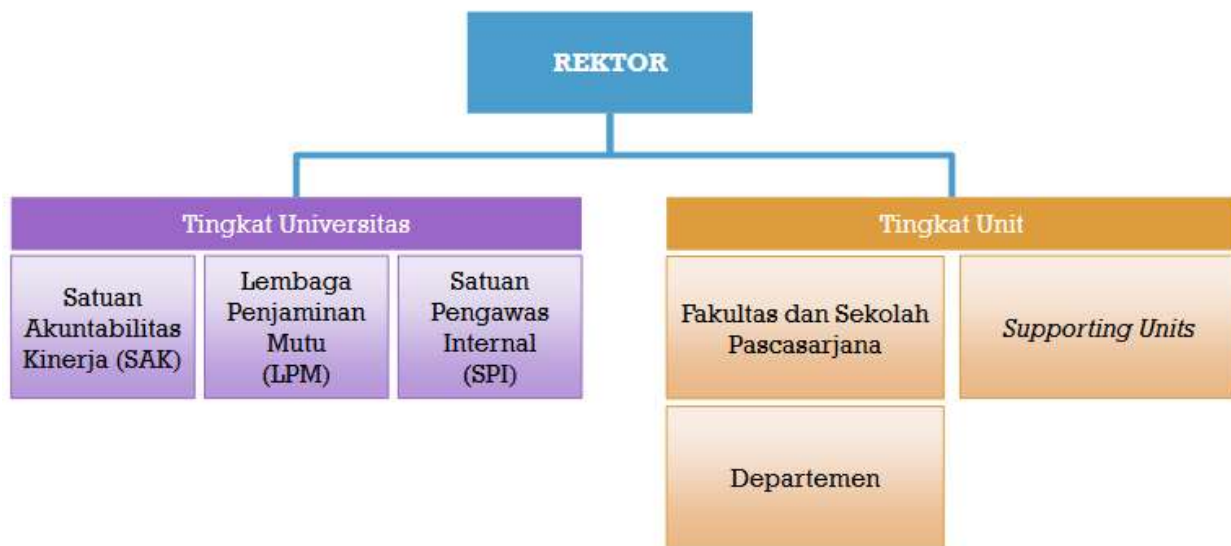 REKTOR
Tingkat Universitas
Satuan
Akuntabilitas
Kinerja (SAK)
Lembaga
Penjaminan
Mutu
(LPM)
Satuan
Pengawas
Internal
(SPI)
Tingkat Unit
Fakultas dan Sekolah
Pascasarjana
Supporting Units
Departemen